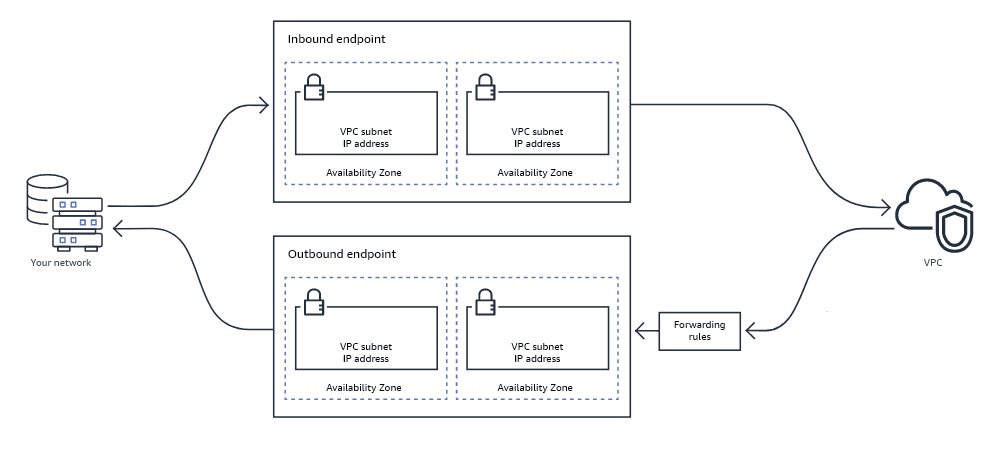 Inbound endpoint
VPC subnet
IP address
Availability Zone
VPC subnet
IP address
Availability Zone
Your network
VPC
Outbound endpoint
VPC subnet
IP address
Availability Zone
VPC subnet
IP address
Availability Zone
Forwarding
rules